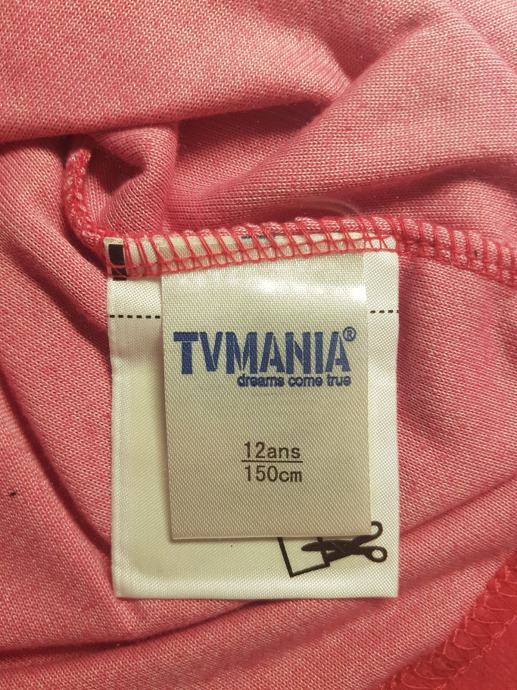 TVMANIA®
dreams come true
12ans
150cm